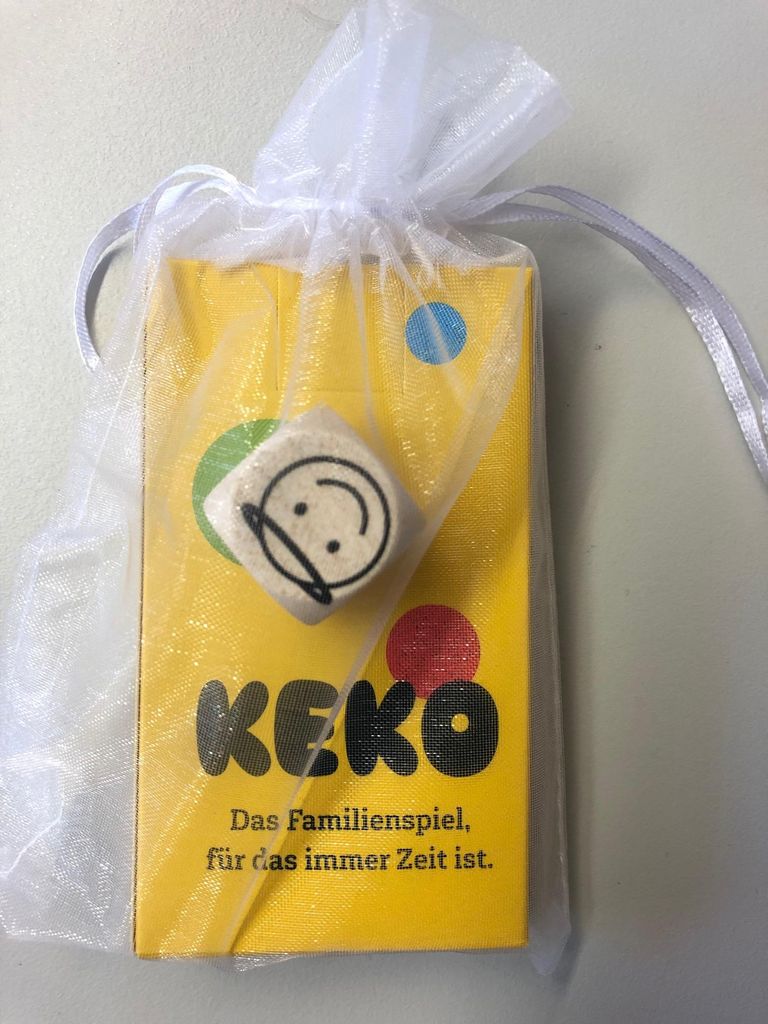 KEKO
Das Familienspiel,
für das immer Zeit ist.